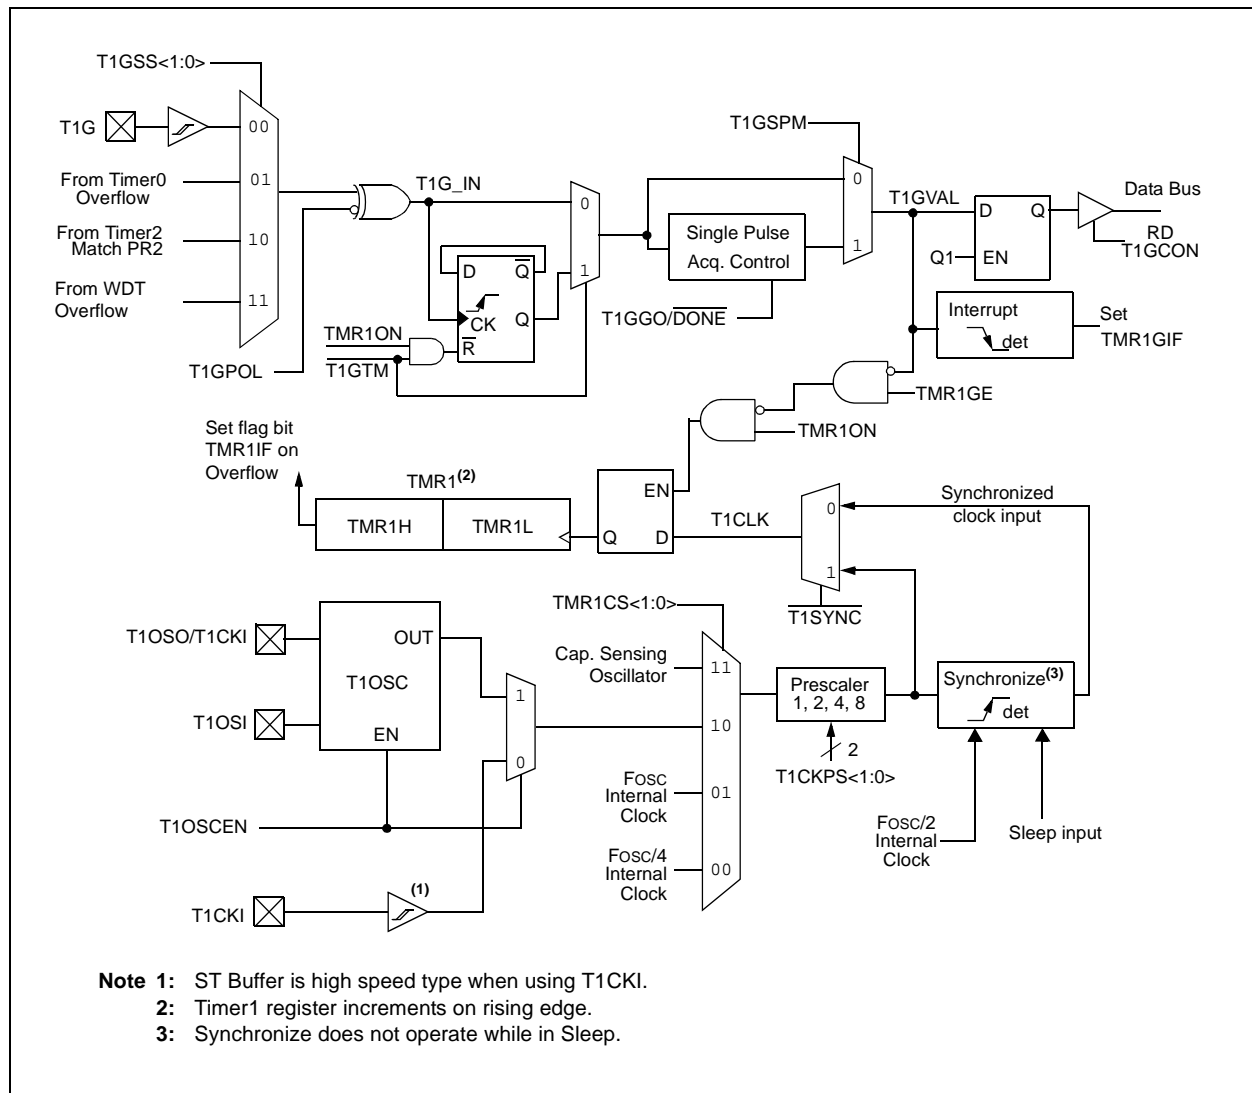 T1GSS<1:0>
T1G
00
From Timer0
Overflow
01
From Timer2
Match PR2
10
From WDT
Overflow
11
T1GPOL
T1G_IN
D
Q
CK
Q
R
0
1
TMR1ON
T1GTM
T1GSPM
Single Pulse
Acq. Control
T1GGO/DONE
0
1
T1GVAL
D
Q
Q1
EN
Data Bus
RD
T1GCON
Interrupt
det
Set
TMR1GIF
TMR1GE
TMR1ON
Set flag bit
TMR1IF on
Overflow
TMR1(2)
TMR1H
TMR1L
EN
Q
D
T1CLK
0
1
T1SYNC
Synchronized
clock input
T1OSO/T1CKI
OUT
T1OSC
T1OSI
EN
1
0
T1OSCEN
(1)
T1CKI
TMR1CS<1:0>
Cap. Sensing
Oscillator
11
10
FOSC
Internal
Clock
01
FOSC/4
Internal
Clock
00
Prescaler
1, 2, 4, 8
2
T1CKPS<1:0>
Synchronize(3)
det
FOSC/2
Internal
Clock
Sleep input
Note 1: ST Buffer is high speed type when using T1CKI.
2: Timer1 register increments on rising edge.
3: Synchronize does not operate while in Sleep.